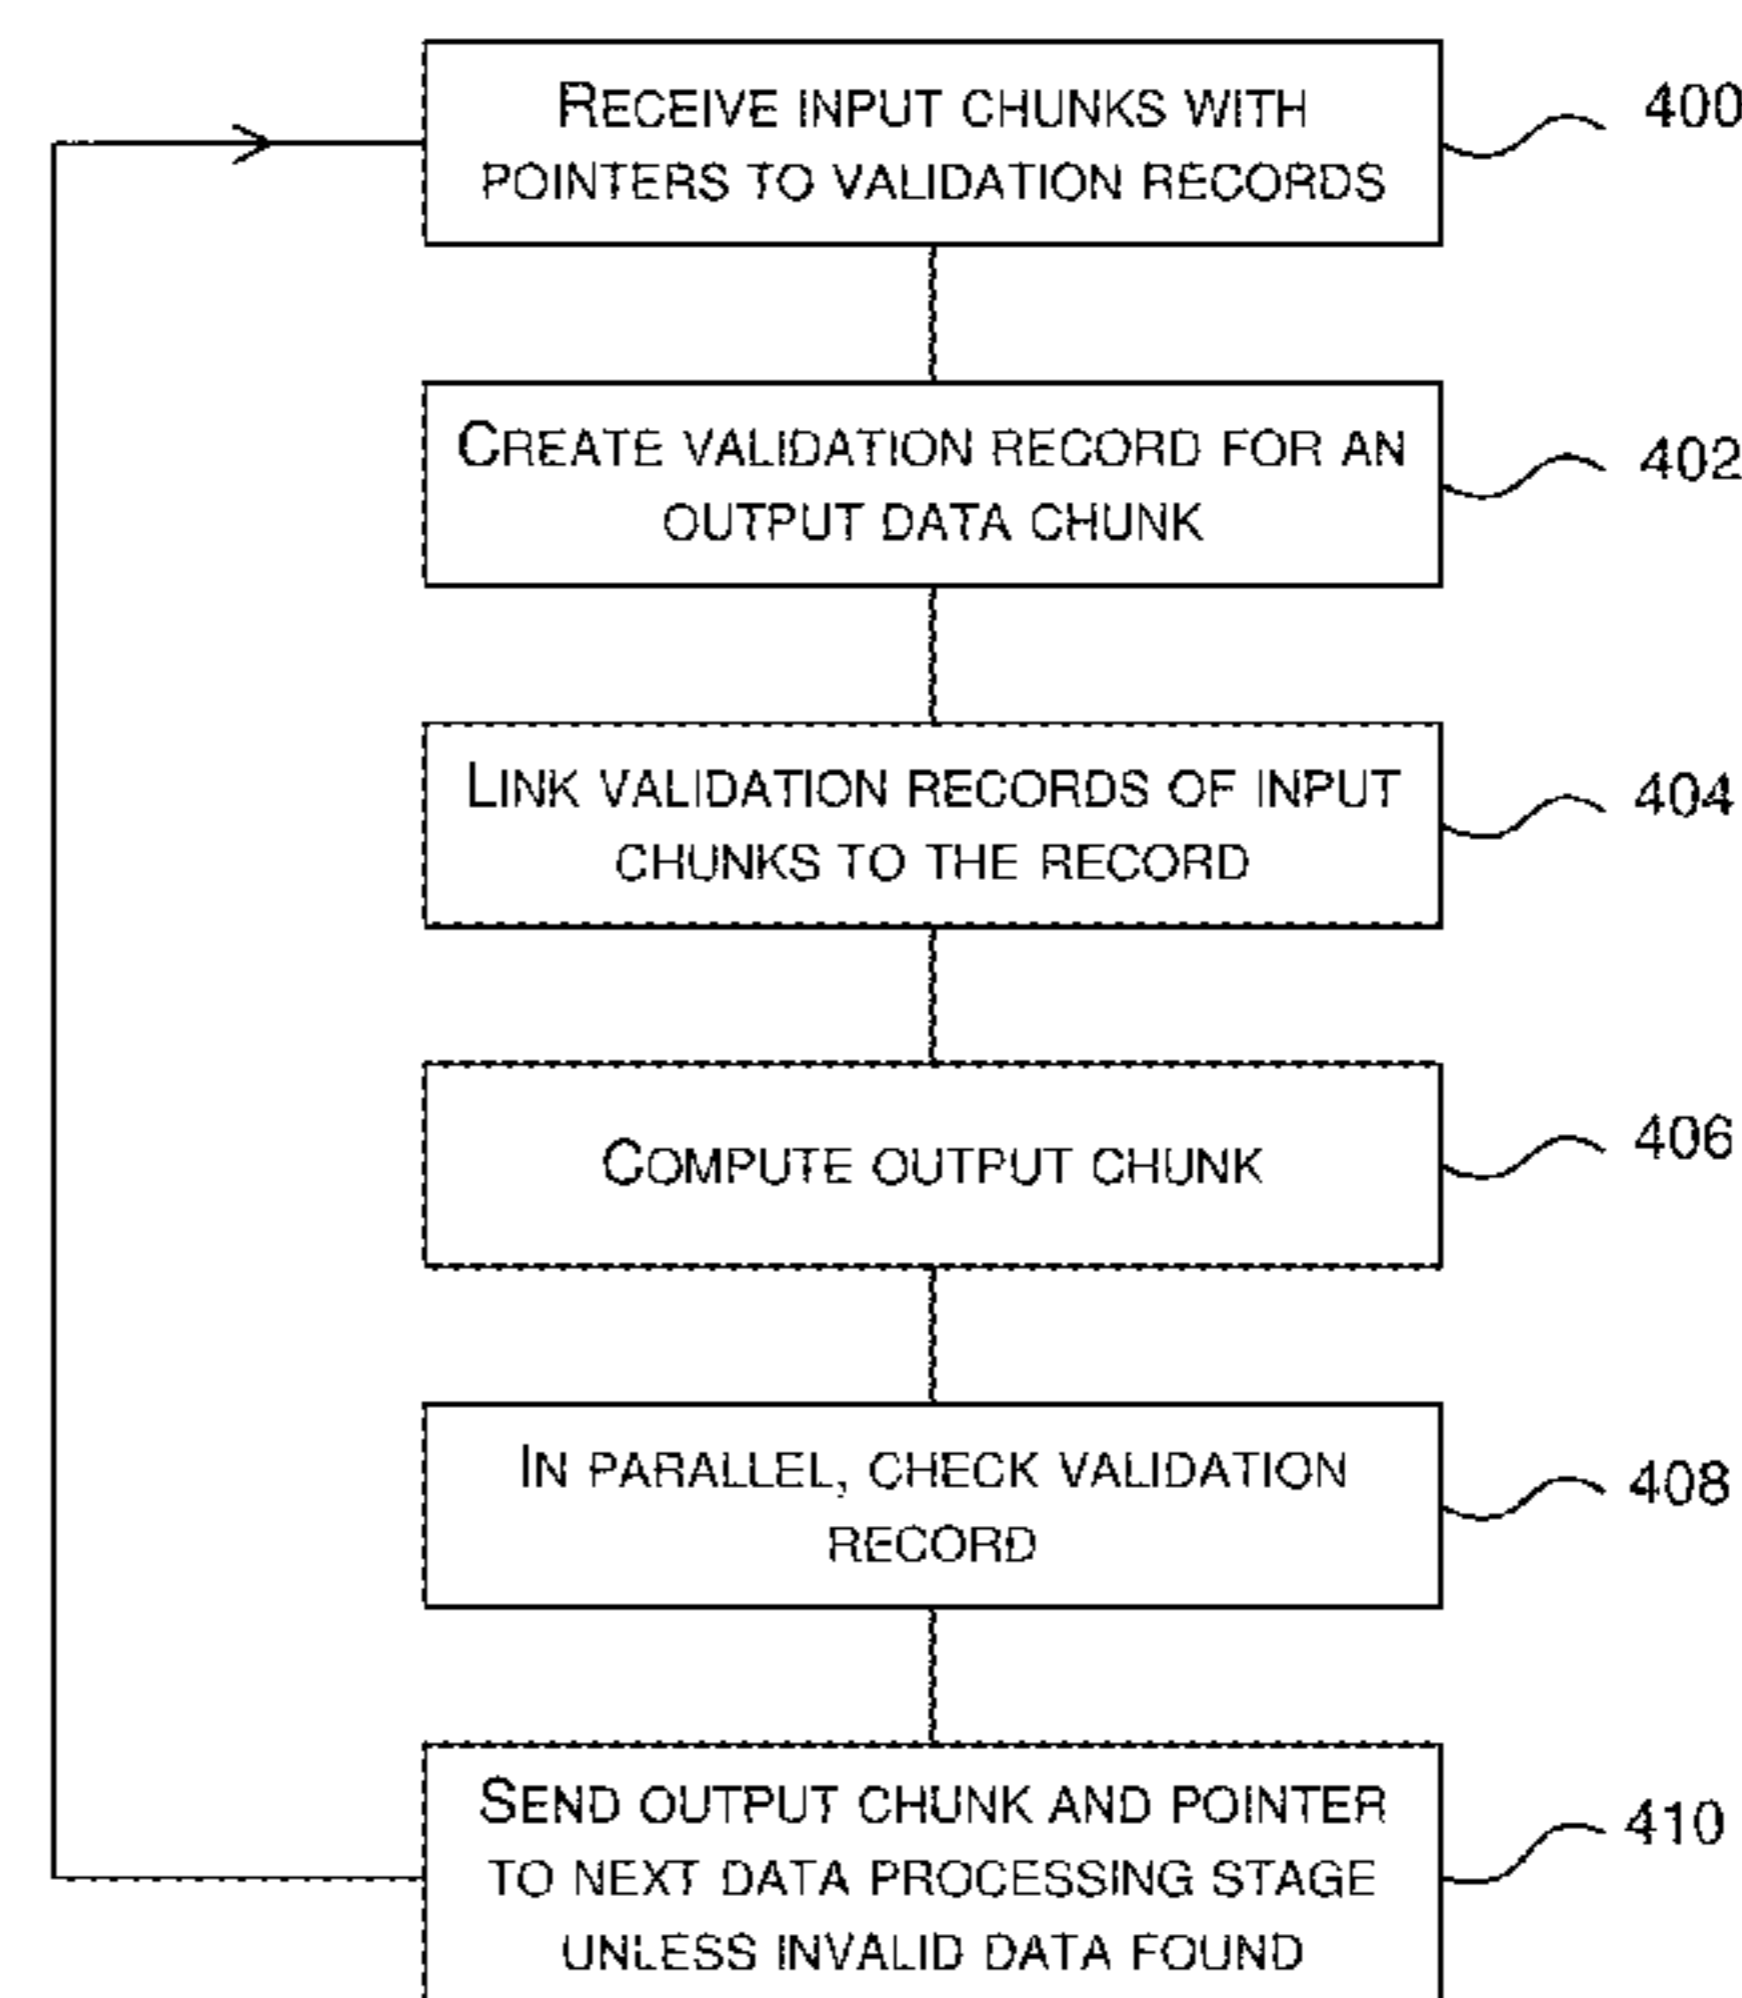 RECEIVE INPUT CHUNKS WITH
POINTERS TO VALIDATION RECORDS
400
CREATE VALIDATION RECORD FOR AN
OUTPUT DATA CHUNK
402
LINK VALIDATION RECORDS OF INPUT
CHUNKS TO THE RECORD
404
COMPUTE OUTPUT CHUNK
406
IN PARALLEL, CHECK VALIDATION
RECORD
408
SEND OUTPUT CHUNK AND POINTER
TO NEXT DATA PROCESSING STAGE
UNLESS INVALID DATA FOUND
410